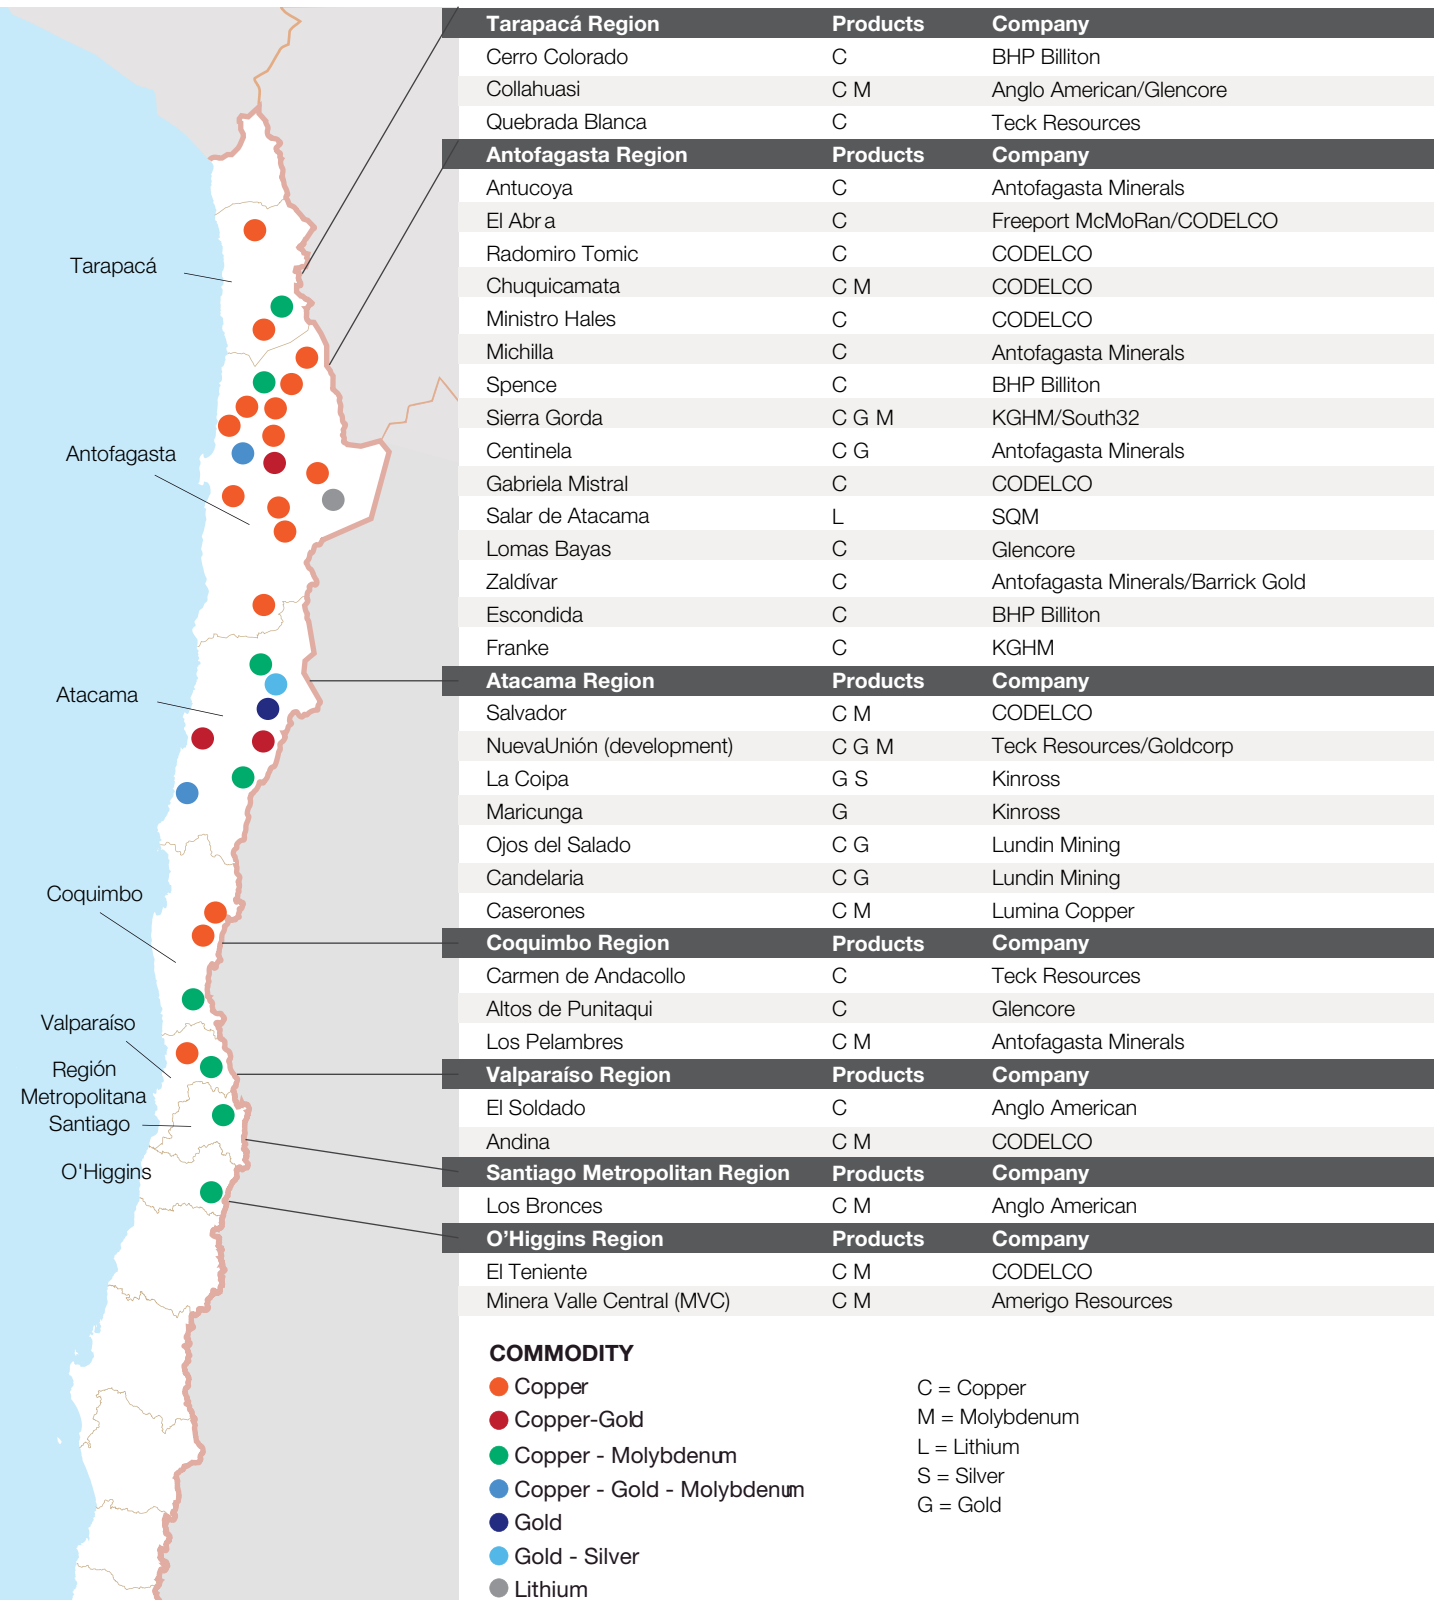 Tarapacá
Antofagasta
Atacama
Coquimbo
Valparaíso
Región
Metropolitana
Santiago
O'Higgins
Tarapacá Region Products Company
Cerro Colorado C BHP Billiton
Collahuasi C M Anglo American/Glencore
Quebrada Blanca C Teck Resources
Antofagasta Region Products Company
Antucoya C Antofagasta Minerals
El Abra C Freeport McMoRan/CODELCO
Radomiro Tomic C CODELCO
Chuquicamata C M CODELCO
Ministro Hales C CODELCO
Michilla C Antofagasta Minerals
Spence C BHP Billiton
Sierra Gorda C G M KGHM/South32
Centinela C G Antofagasta Minerals
Gabriela Mistral C CODELCO
Salar de Atacama L SQM
Lomas Bayas C Glencore
Zaldívar C Antofagasta Minerals/Barrick Gold
Escondida C BHP Billiton
Franke C KGHM
Atacama Region Products Company
Salvador C M CODELCO
NuevaUnión (development) C G M Teck Resources/Goldcorp
La Coipa G S Kinross
Maricunga G Kinross
Ojos del Salado C G Lundin Mining
Candelaria C G Lundin Mining
Caserones C M Lumina Copper
Coquimbo Region Products Company
Carmen de Andacollo C Teck Resources
Altos de Punitaqui C Glencore
Los Pelambres C M Antofagasta Minerals
Valparaíso Region Products Company
El Soldado C Anglo American
Andina C M CODELCO
Santiago Metropolitan Region Products Company
Los Bronces C M Anglo American
O’Higgins Region Products Company
El Teniente C M CODELCO
Minera Valle Central (MVC) C M Amerigo Resources
COMMODITY
Copper
Copper-Gold
Copper - Molybdenum
Copper - Gold - Molybdenum
Gold
Gold - Silver
Lithium
C = Copper
M = Molybdenum
L = Lithium
S = Silver
G = Gold